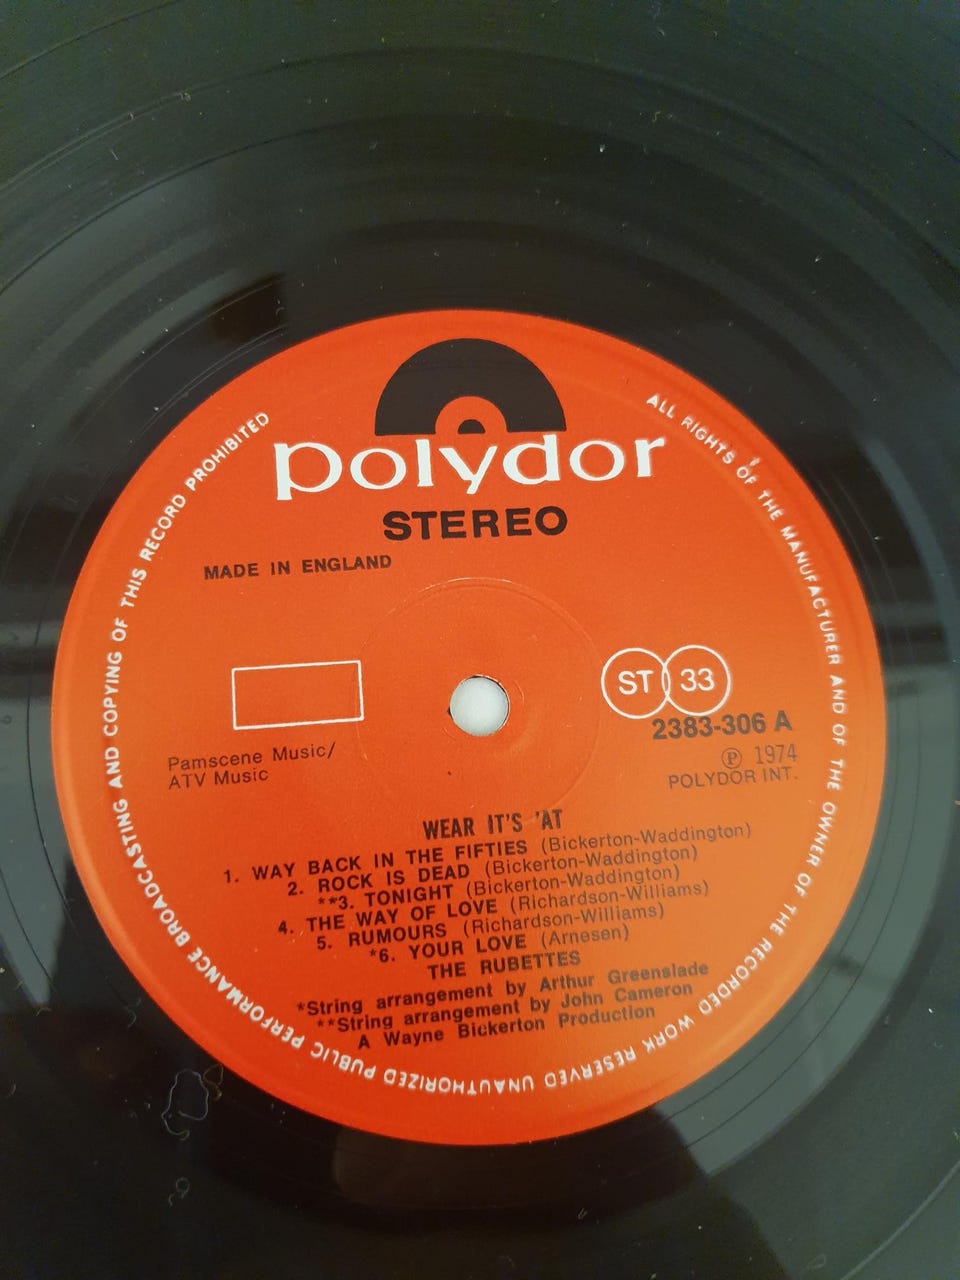 polydor
STEREO
MADE IN ENGLAND
ST 33
2383-306 A
Pamscene Music/
ATV Music
℗ 1974
POLYDOR INT.
WEAR IT'S 'AT
1. WAY BACK IN THE FIFTIES (Bickerton-Waddington)
2. ROCK IS DEAD (Bickerton-Waddington)
**3. TONIGHT (Bickerton-Waddington)
4. THE WAY OF LOVE (Richardson-Williams)
5. RUMOURS (Richardson-Williams)
*6. YOUR LOVE (Arnesen)
THE RUBETTES
*String arrangement by Arthur Greenslade
**String arrangement by John Cameron
A Wayne Bickerton Production
ALL RIGHTS OF THE MANUFACTURER AND OF THE OWNER OF THE RECORDED WORK RESERVED UNAUTHORIZED PUBLIC PERFORMANCE BROADCASTING AND COPYING OF THIS RECORD PROHIBITED